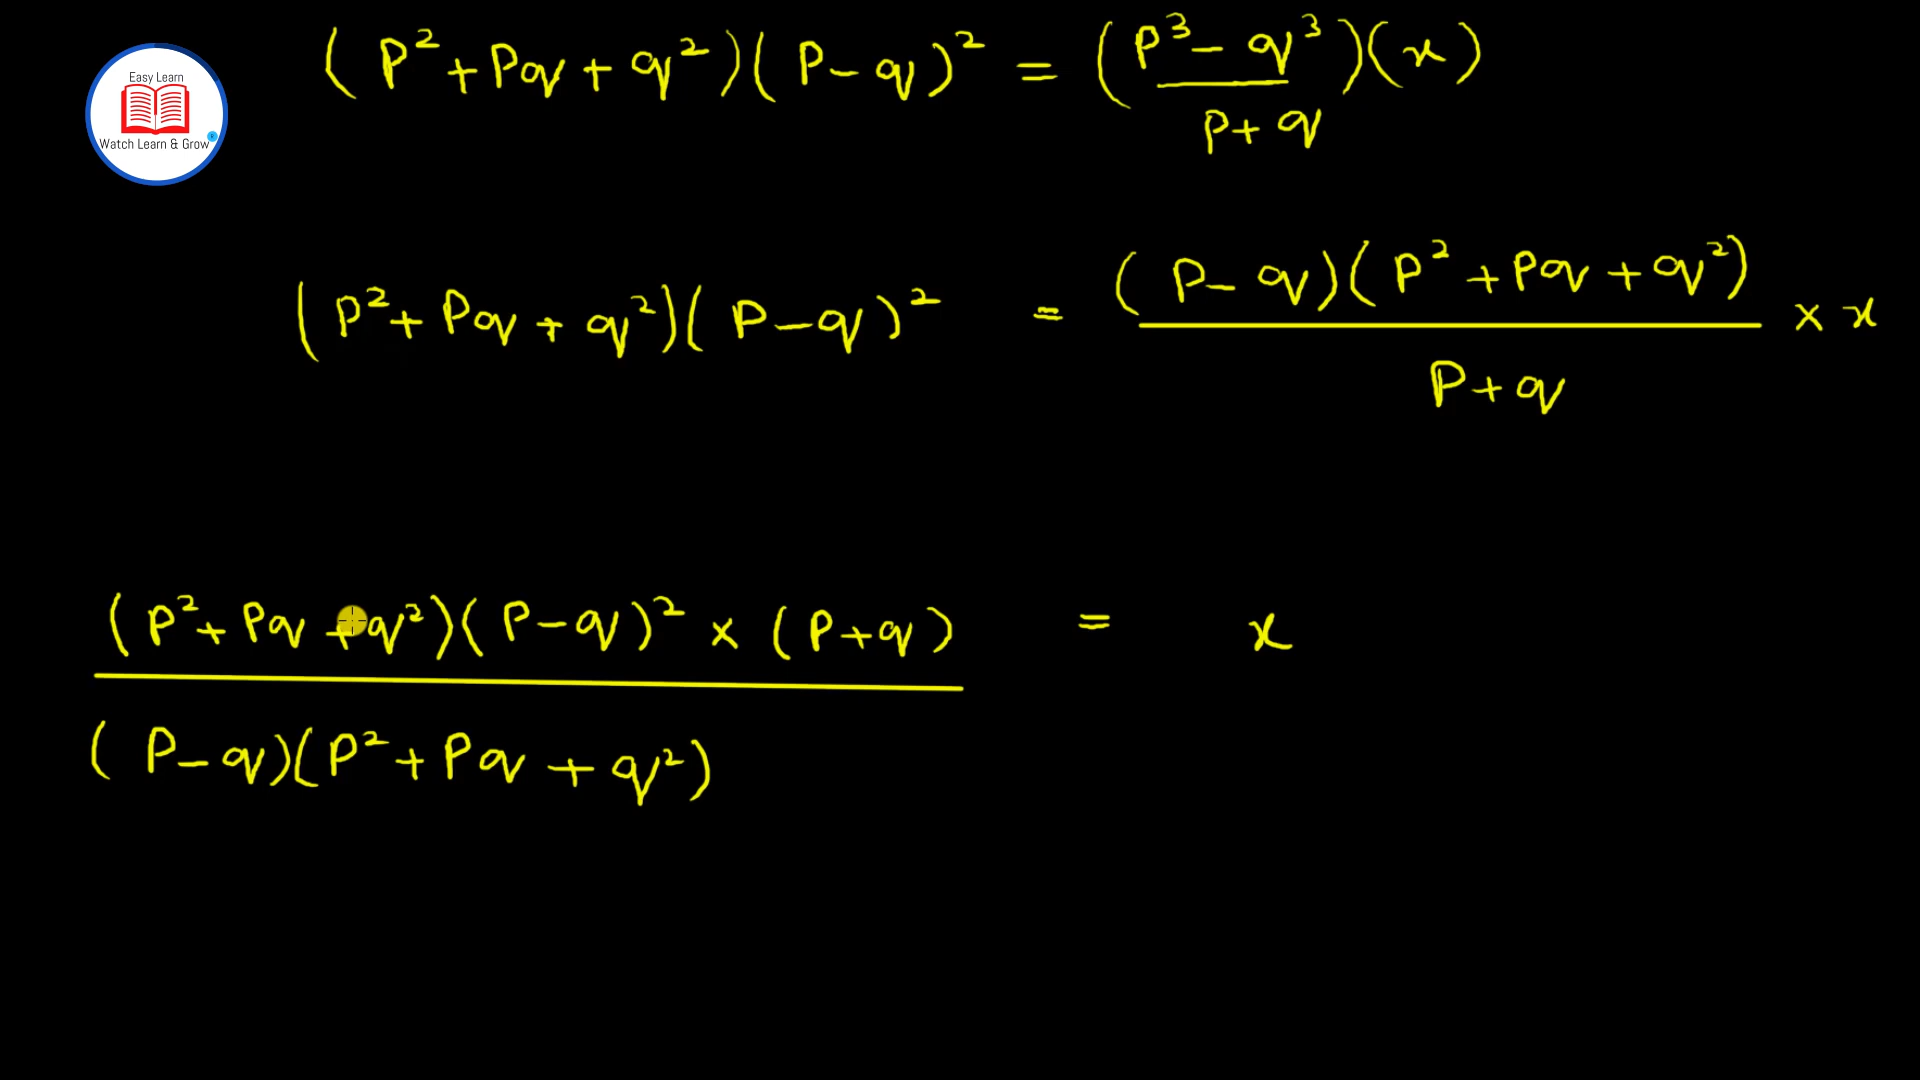 (P² + Pq + q²)(P - q)² = (P³ - q³)(x)
P + q
Easy Learn
Watch Learn & Grow
(P² + Pq + q²)(P - q)² = (P - q)(P² + Pq + q²) × x
P + q
(P² + Pq + q²)(P - q)² × (P + q) = x
(P - q)(P² + Pq + q²)